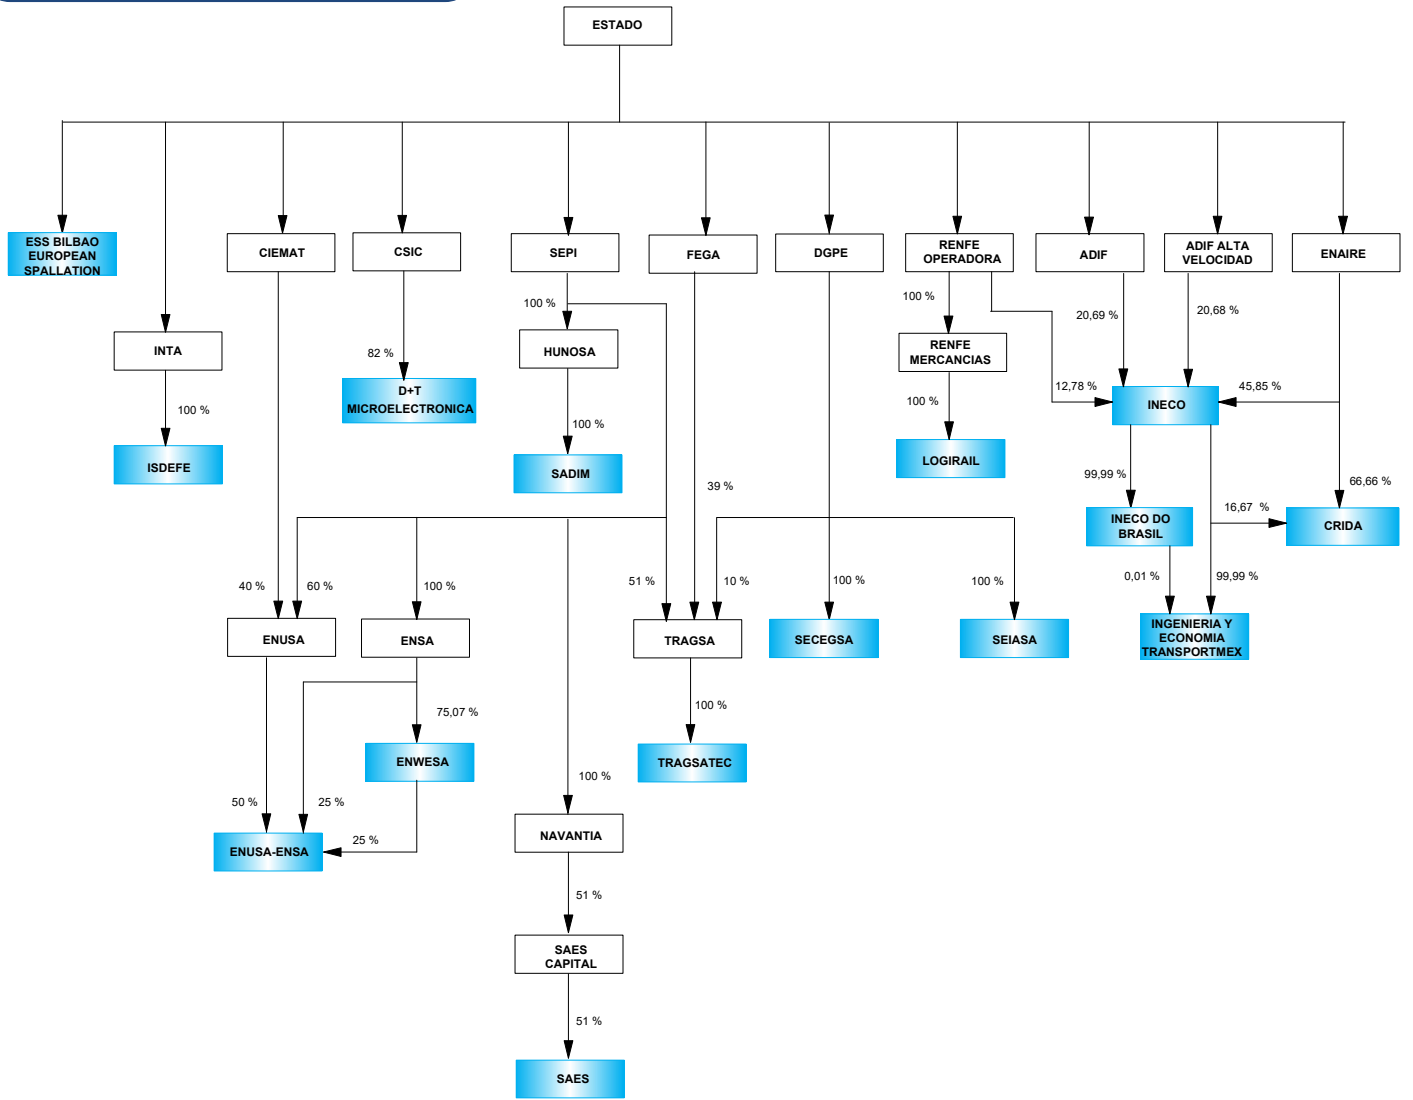 ESTADO
ESS BILBAO
EUROPEAN
SPALLATION
CIEMAT
CSIC
SEPI
FEGA
DGPE
RENFE
OPERADORA
ADIF
ADIF ALTA
VELOCIDAD
ENAIRE
100 %
100 %
20,69 %
20,68 %
INTA
HUNOSA
RENFE
MERCANCIAS
82 %
D+T
MICROELECTRONICA
12,78 %
INECO
45,85 %
100 %
100 %
100 %
ISDEFE
SADIM
LOGIRAIL
99,99 %
39 %
66,66 %
16,67 %
INECO DO
BRASIL
CRIDA
40 %
60 %
100 %
51 %
10 %
100 %
100 %
0,01 %
99,99 %
ENUSA
ENSA
TRAGSA
SECEGSA
SEIASA
INGENIERIA Y
ECONOMIA
TRANSPORTMEX
75,07 %
100 %
ENWESA
TRAGSATEC
100 %
50 %
25 %
NAVANTIA
25 %
ENUSA-ENSA
51 %
SAES
CAPITAL
51 %
SAES